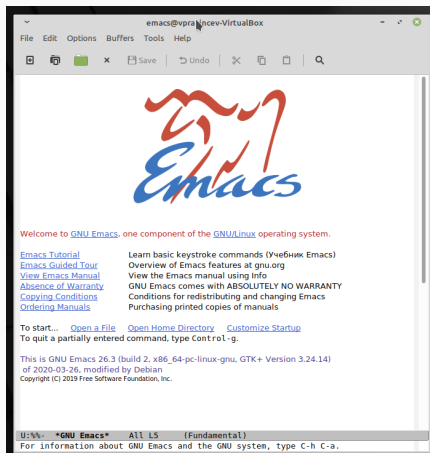 emacs@vpralincev-VirtualBox
File Edit Options Buffers Tools Help
Save Undo
Emacs
Welcome to GNU Emacs, one component of the GNU/Linux operating system.
Emacs Tutorial Learn basic keystroke commands (Учебник Emacs)
Emacs Guided Tour Overview of Emacs features at gnu.org
View Emacs Manual View the Emacs manual using Info
Absence of Warranty GNU Emacs comes with ABSOLUTELY NO WARRANTY
Copying Conditions Conditions for redistributing and changing Emacs
Ordering Manuals Purchasing printed copies of manuals
To start... Open a File Open Home Directory Customize Startup
To quit a partially entered command, type Control-g.
This is GNU Emacs 26.3 (build 2, x86_64-pc-linux-gnu, GTK+ Version 3.24.14)
of 2020-03-26, modified by Debian
Copyright (C) 2019 Free Software Foundation, Inc.
U:%%- *GNU Emacs* All L5 (Fundamental)
For information about GNU Emacs and the GNU system, type C-h C-a.